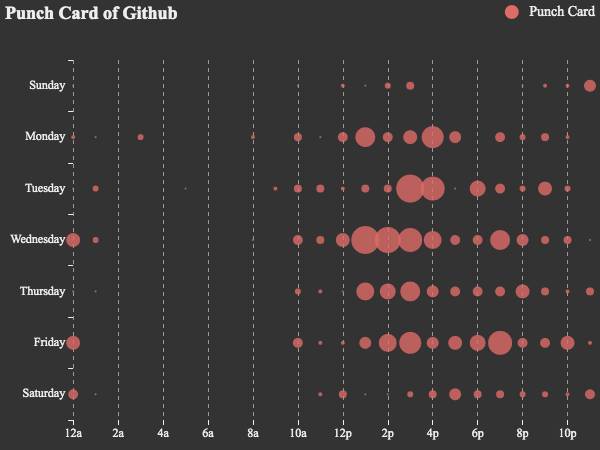 Punch Card of Github
Punch Card
Sunday
Monday
Tuesday
Wednesday
Thursday
Friday
Saturday
12a 2a 4a 6a 8a 10a 12p 2p 4p 6p 8p 10p